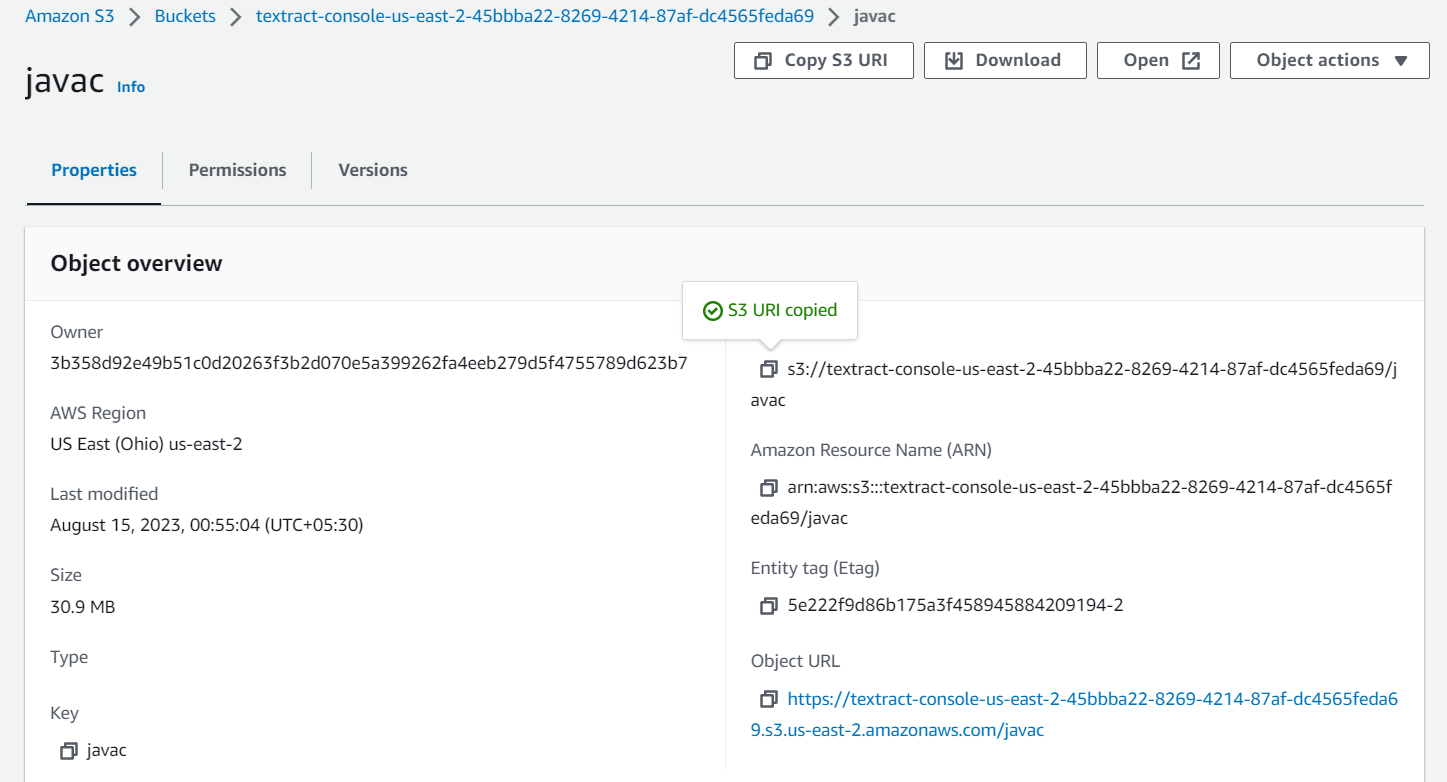 Amazon S3 > Buckets > textract-console-us-east-2-45bbba22-8269-4214-87af-dc4565feda69 > javac
javac Info
Copy S3 URI Download Open Object actions
Properties Permissions Versions
Object overview
S3 URI copied
Owner
3b358d92e49b51c0d20263f3b2d070e5a399262fa4eeb279d5f4755789d623b7
AWS Region
US East (Ohio) us-east-2
Last modified
August 15, 2023, 00:55:04 (UTC+05:30)
Size
30.9 MB
Type
Key
javac
s3://textract-console-us-east-2-45bbba22-8269-4214-87af-dc4565feda69/j
avac
Amazon Resource Name (ARN)
arn:aws:s3:::textract-console-us-east-2-45bbba22-8269-4214-87af-dc4565f
eda69/javac
Entity tag (Etag)
5e222f9d86b175a3f458945884209194-2
Object URL
https://textract-console-us-east-2-45bbba22-8269-4214-87af-dc4565feda6
9.s3.us-east-2.amazonaws.com/javac